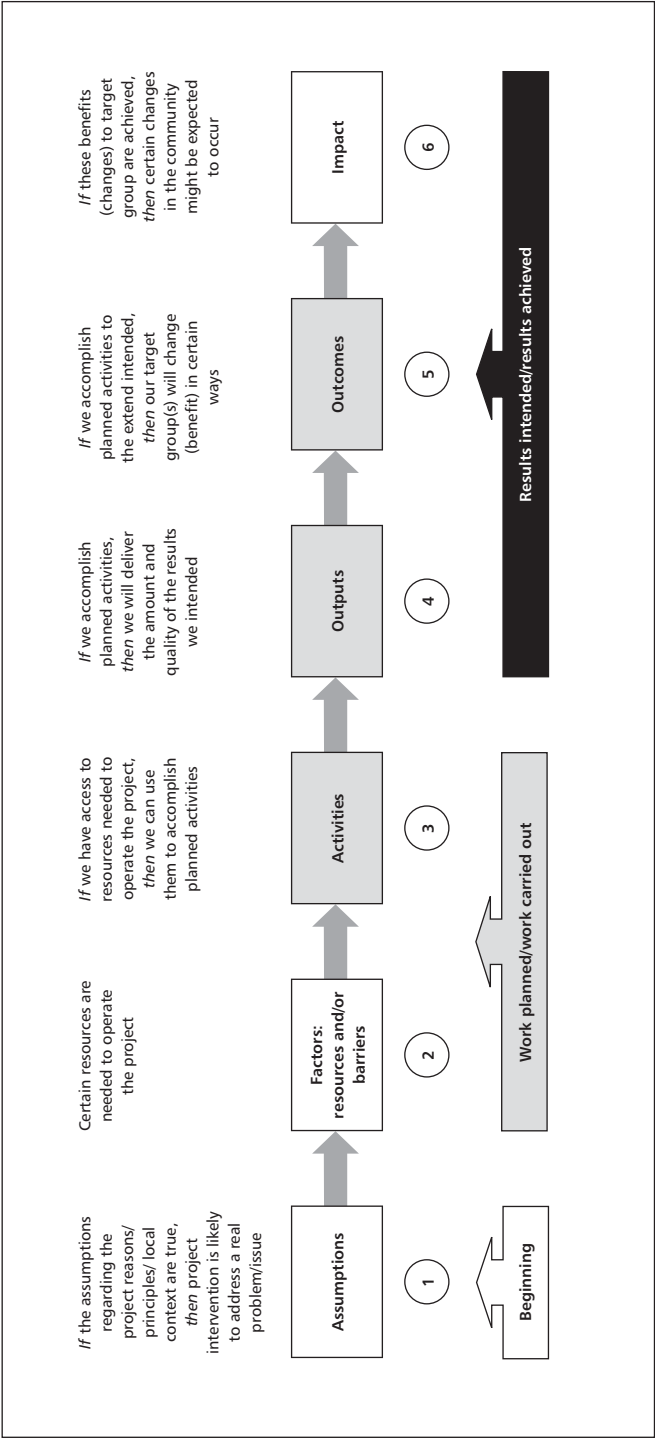 If the assumptions
regarding the
project reasons/
principles/ local
context are true,
then project
intervention is likely
to address a real
problem/issue
Certain resources are
needed to operate
the project
If we have access to
resources needed to
operate the project,
then we can use
them to accomplish
planned activities
If we accomplish
planned activities,
then we will deliver
the amount and
quality of the results
we intended
If we accomplish
planned activities to
the extend intended,
then our target
group(s) will change
(benefit) in certain
ways
If these benefits
(changes) to target
group are achieved,
then certain changes
in the community
might be expected
to occur
Assumptions
Factors:
resources and/or
barriers
Activities
Outputs
Outcomes
Impact
1
2
3
4
5
6
Beginning
Work planned/work carried out
Results intended/results achieved